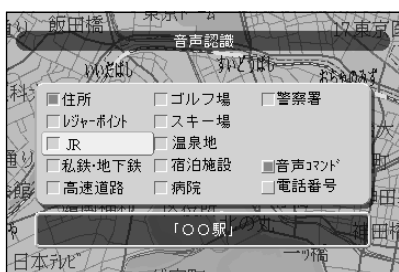 飯田橋
東京ドーム
音声認識
いいだばし
すいどうばし
おちゃのみず
住所
ゴルフ場
警察署
レジャーポイント
スキー場
JR
温泉地
私鉄・地下鉄
宿泊施設
音声コマンド
高速道路
病院
電話番号
「○○駅」
北の丸
一ツ橋
日本テレビ